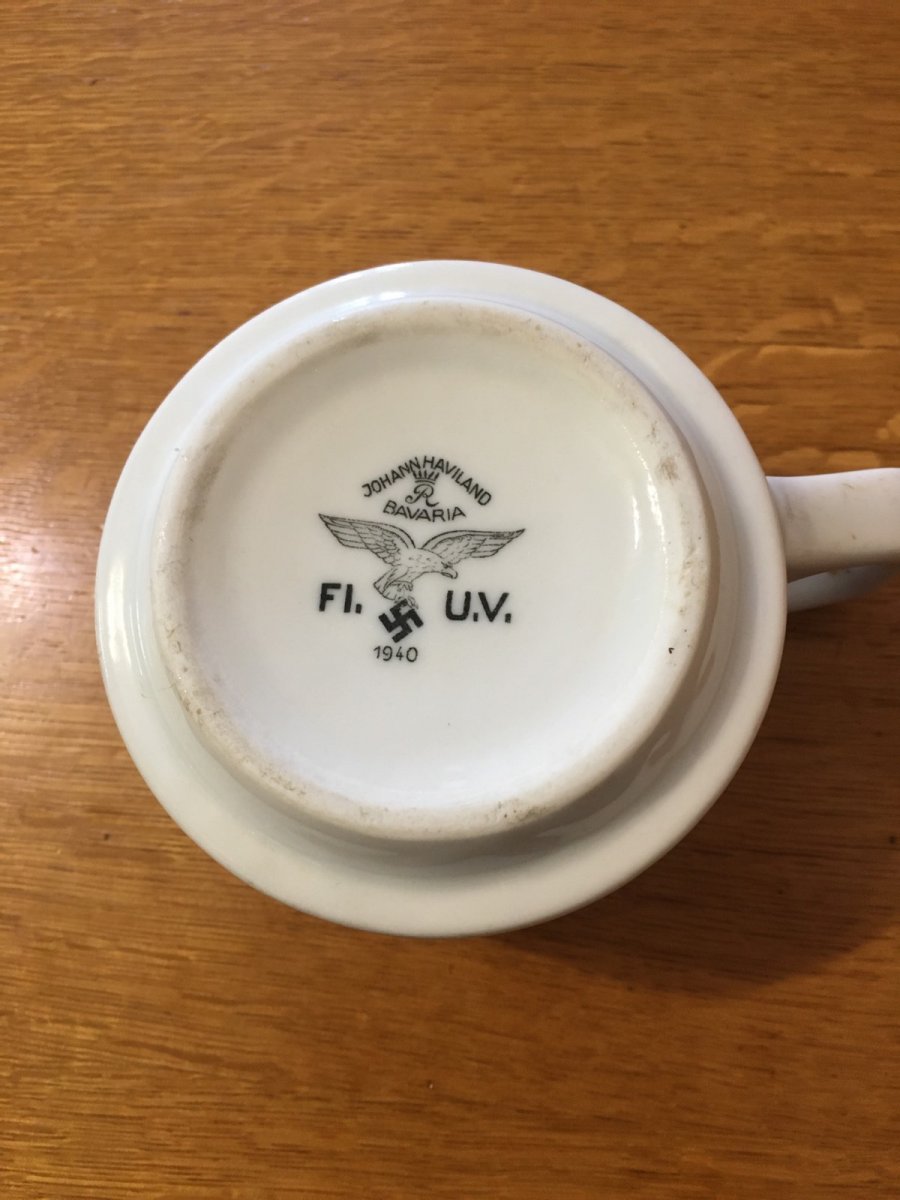 JOHANN HAVILAND
R
BAVARIA
Fl. U.V.
1940